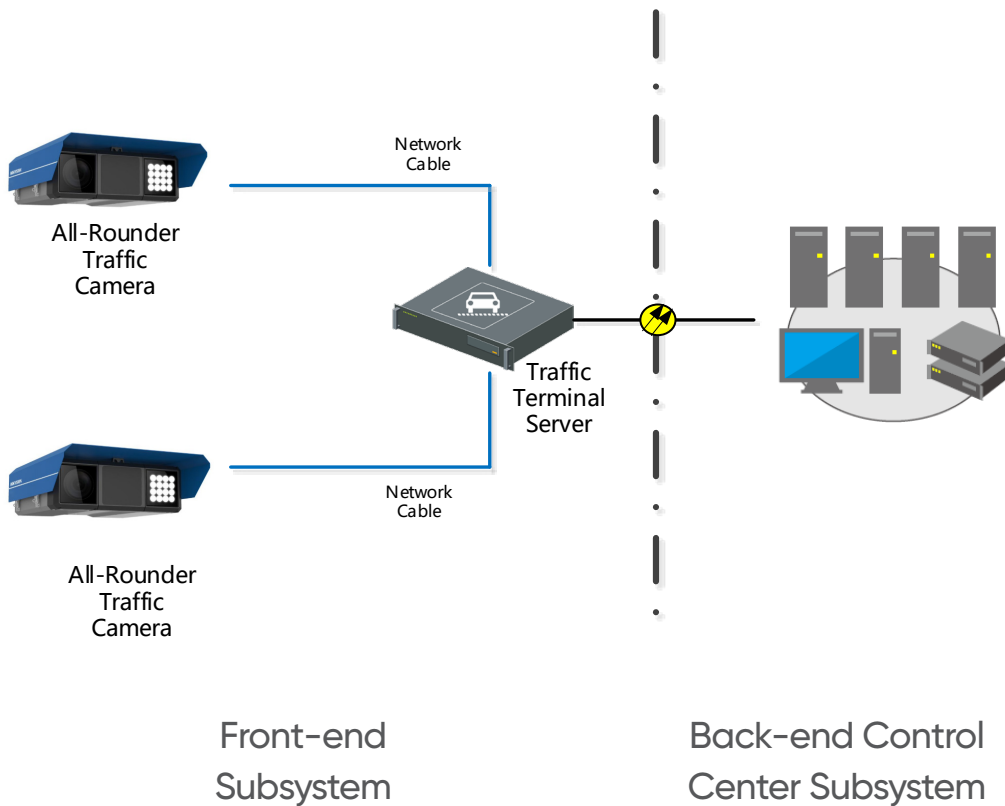 Network
Cable
All-Rounder
Traffic
Camera
Traffic
Terminal
Server
Network
Cable
All-Rounder
Traffic
Camera
Front-end
Subsystem
Back-end Control
Center Subsystem